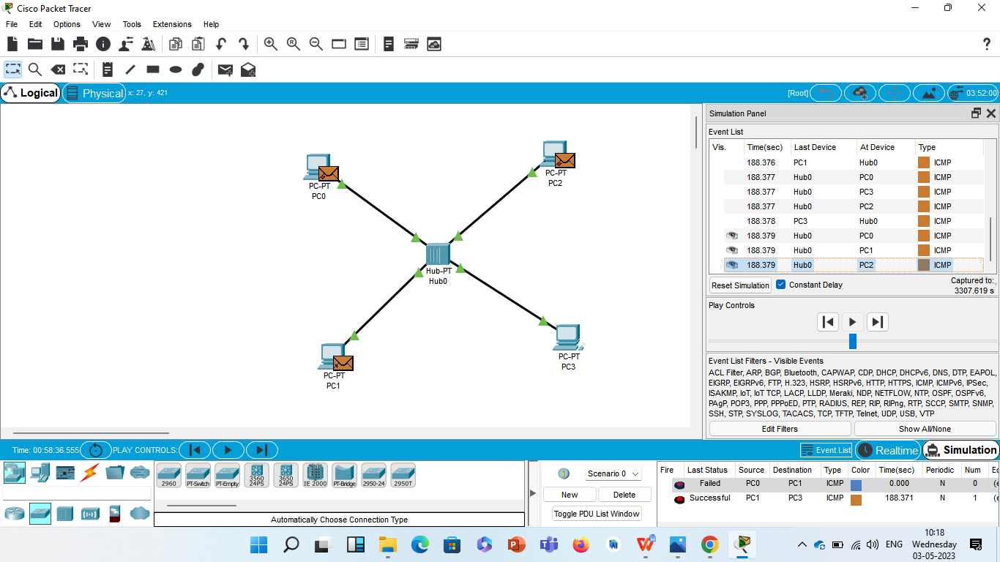 Cisco Packet Tracer
File Edit Options View Tools Extensions Help
Logical Physical x: 27, y: 421 [Root] 03:52:00
PC-PT
PC0
PC-PT
PC2
Hub-PT
Hub0
PC-PT
PC1
PC-PT
PC3
Simulation Panel
Event List
Vis. Time(sec) Last Device At Device Type
188.376 PC1 Hub0 ICMP
188.377 Hub0 PC0 ICMP
188.377 Hub0 PC3 ICMP
188.377 Hub0 PC2 ICMP
188.378 PC3 Hub0 ICMP
188.379 Hub0 PC0 ICMP
188.379 Hub0 PC1 ICMP
188.379 Hub0 PC2 ICMP
Reset Simulation Constant Delay Captured to:
3307.619 s
Play Controls
Event List Filters - Visible Events
ACL Filter, ARP, BGP, Bluetooth, CAPWAP, CDP, DHCP, DHCPv6, DNS, DTP, EAPOL,
EIGRP, EIGRPv6, FTP, H.323, HSRP, HSRPv6, HTTP, HTTPS, ICMP, ICMPv6, IPSec,
ISAKMP, IoT, IoT TCP, LACP, LLDP, Meraki, NDP, NETFLOW, NTP, OSPF, OSPFv6,
PAgP, POP3, PPP, PPPoED, PTP, RADIUS, REP, RIP, RIPng, RTP, SCCP, SMTP, SNMP,
SSH, STP, SYSLOG, TACACS, TCP, TFTP, Telnet, UDP, USB, VTP
Edit Filters Show All/None
Time: 00:58:36.555 PLAY CONTROLS: Event List Realtime Simulation
2960 PT-Switch PT-Empty 3560 24PS 3650 24PS IE 2000 PT-Bridge 2950-24 2950T
Automatically Choose Connection Type
Scenario 0
New Delete
Toggle PDU List Window
Fire Last Status Source Destination Type Color Time(sec) Periodic Num
Failed PC0 PC1 ICMP 0.000 N 0
Successful PC1 PC3 ICMP 188.371 N 1
ENG
10:18
Wednesday
03-05-2023